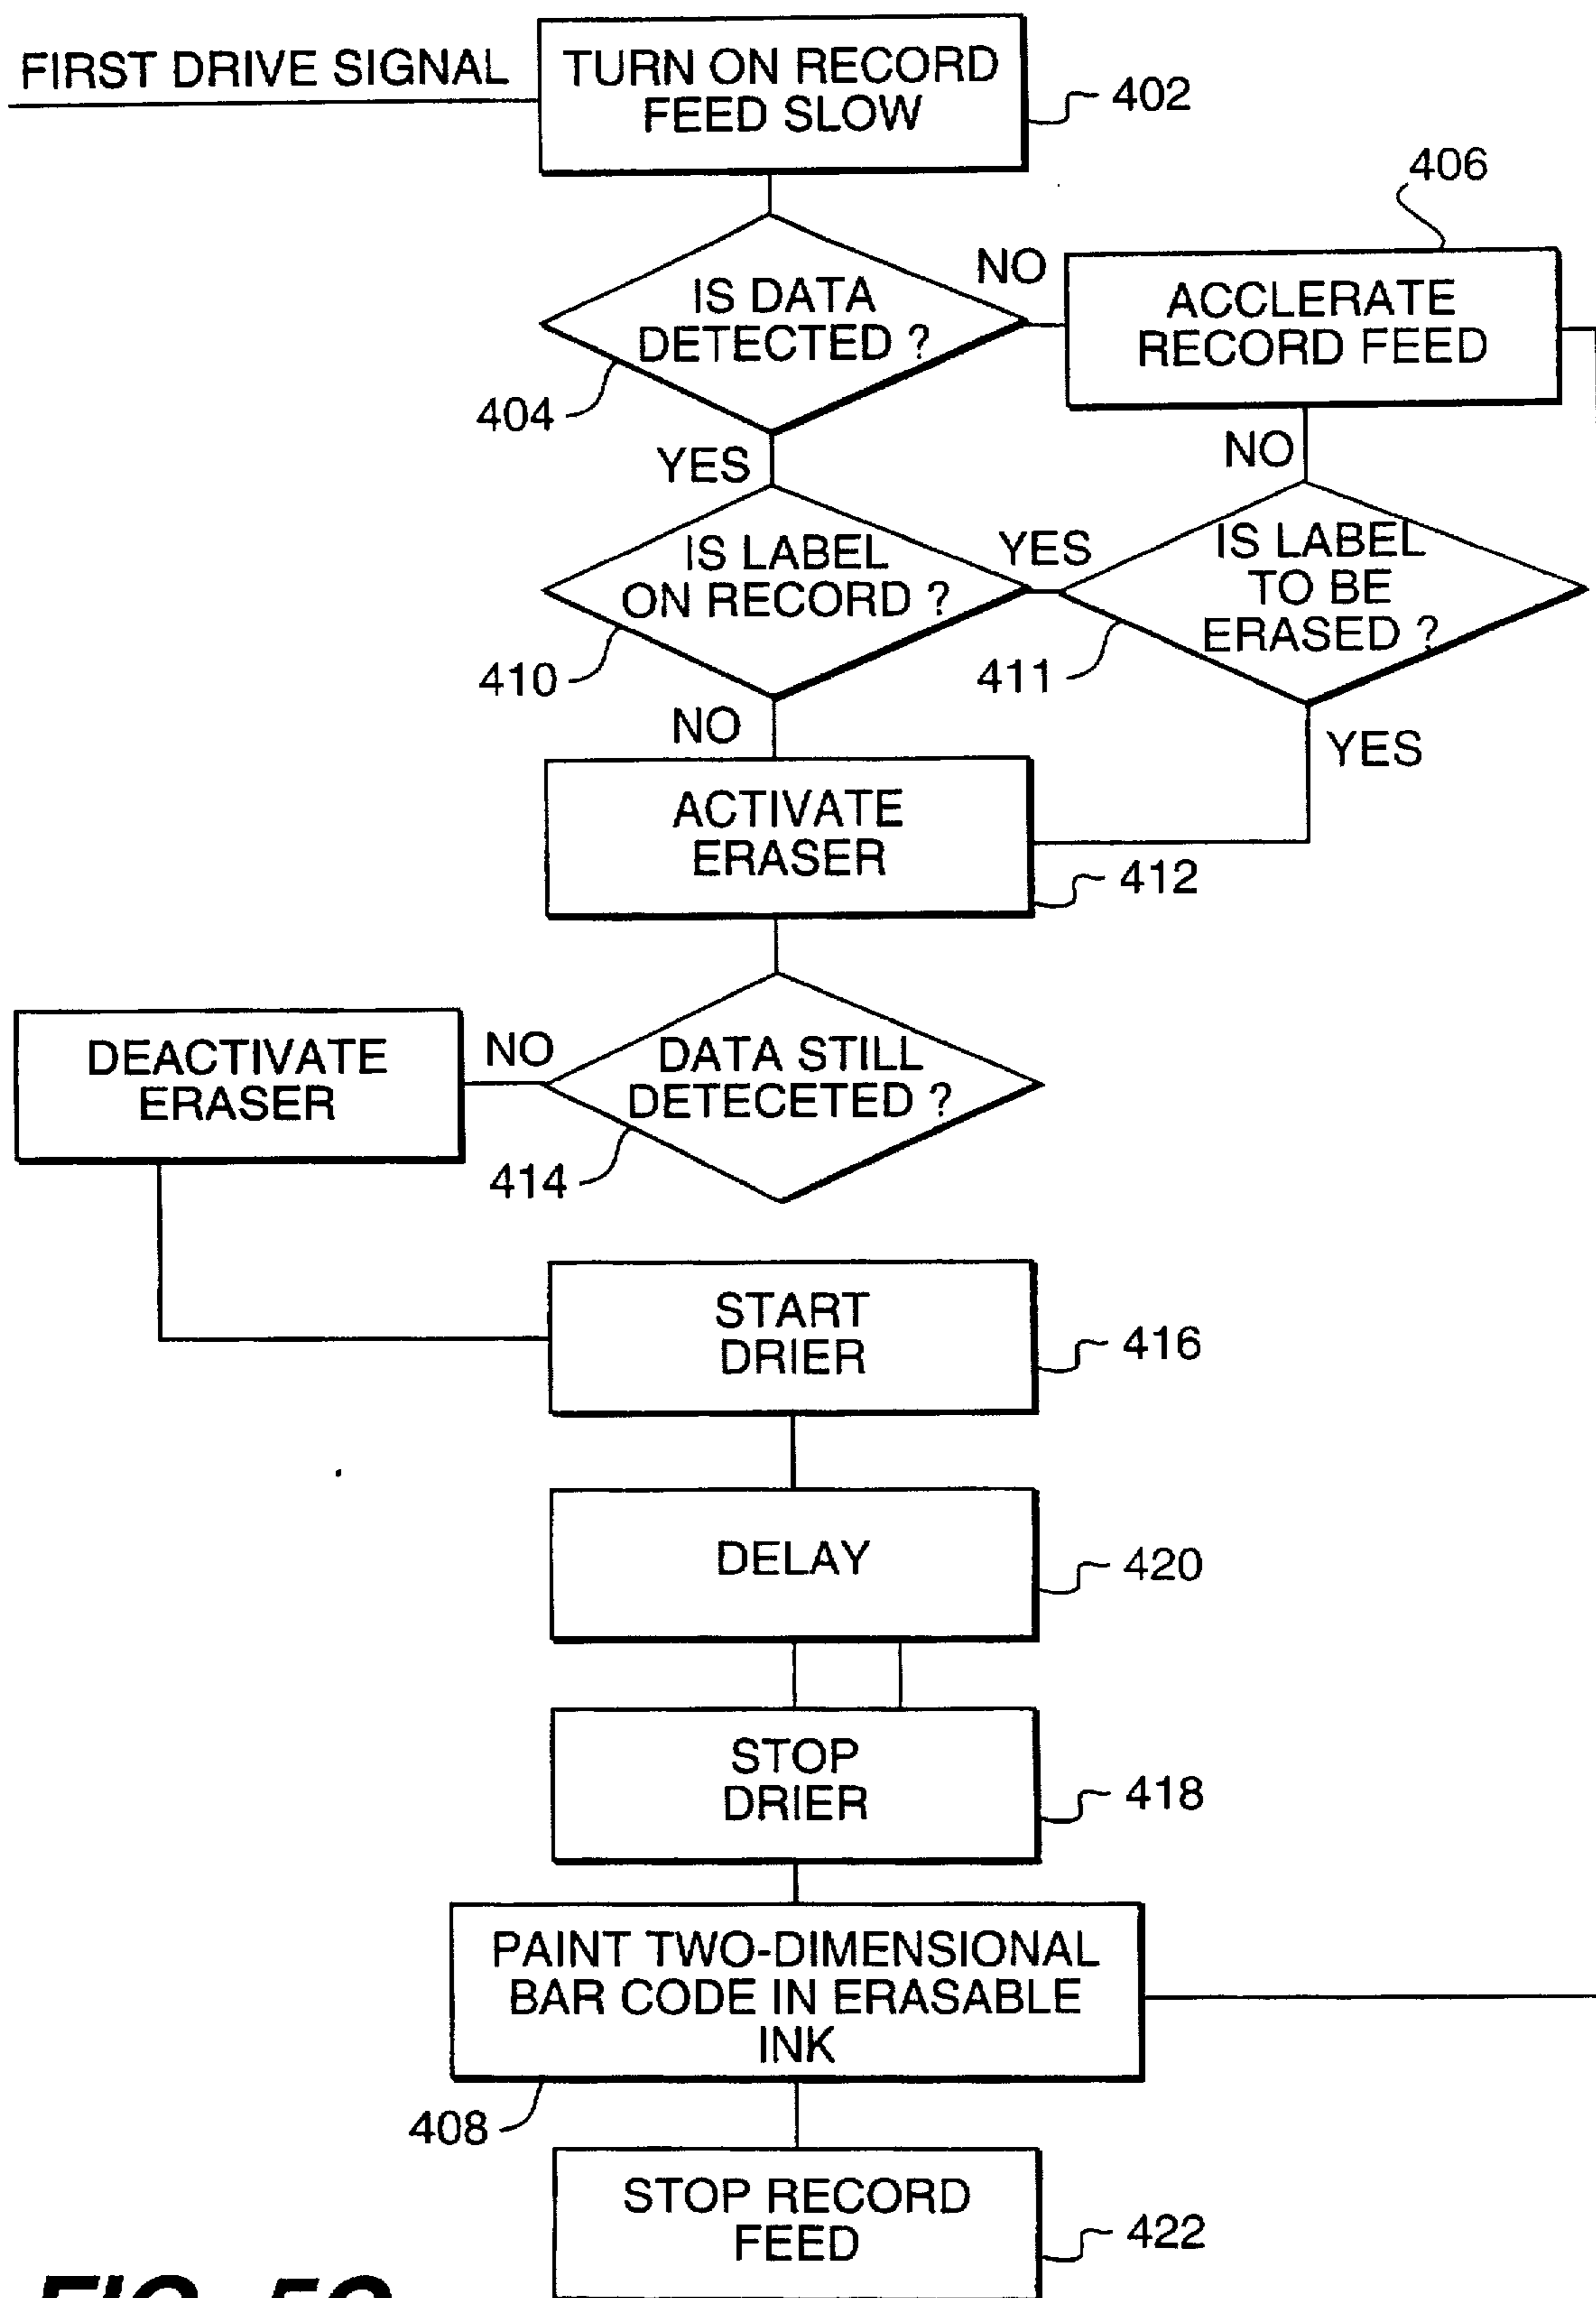 FIRST DRIVE SIGNAL
TURN ON RECORD
FEED SLOW
402
406
IS DATA
DETECTED ?
NO
ACCLERATE
RECORD FEED
404
YES
NO
IS LABEL
ON RECORD ?
YES
IS LABEL
TO BE
ERASED ?
410
411
NO
YES
ACTIVATE
ERASER
412
DEACTIVATE
ERASER
NO
DATA STILL
DETECETED ?
414
START
DRIER
416
DELAY
420
STOP
DRIER
418
PAINT TWO-DIMENSIONAL
BAR CODE IN ERASABLE
INK
408
STOP RECORD
FEED
422